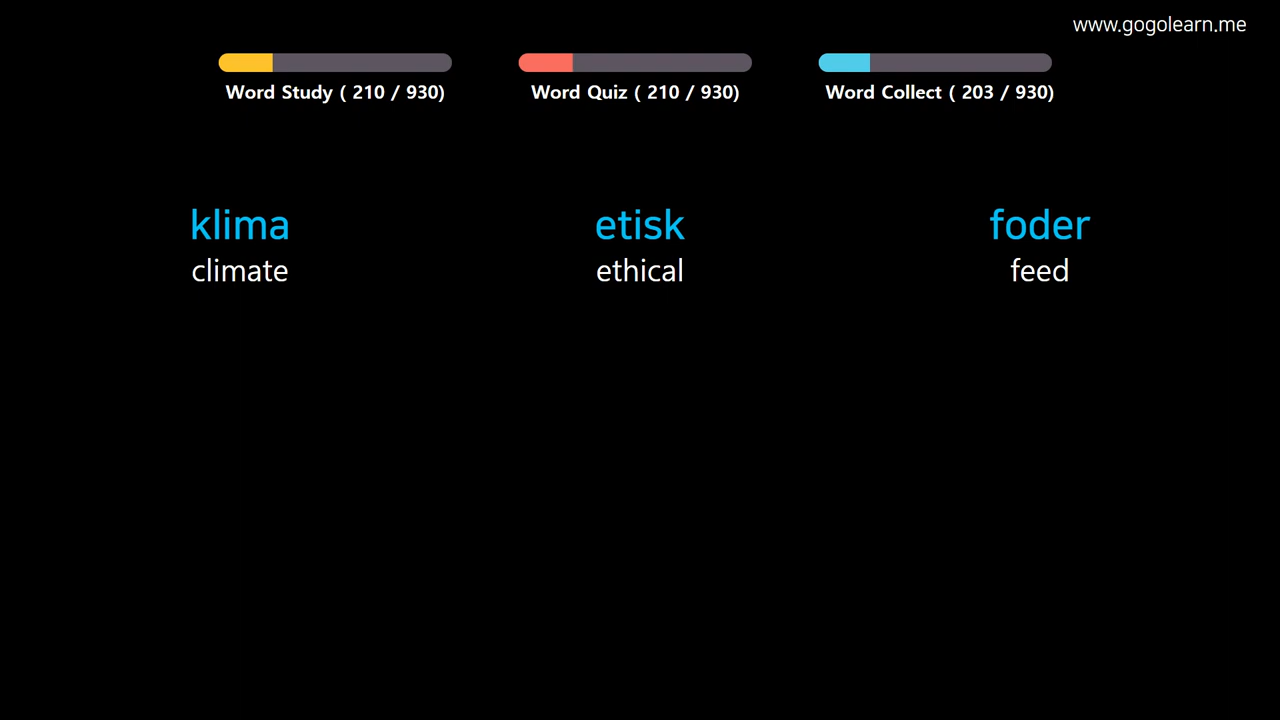 www.gogolearn.me
Word Study ( 210 / 930)
Word Quiz ( 210 / 930)
Word Collect ( 203 / 930)
klima
climate
etisk
ethical
foder
feed